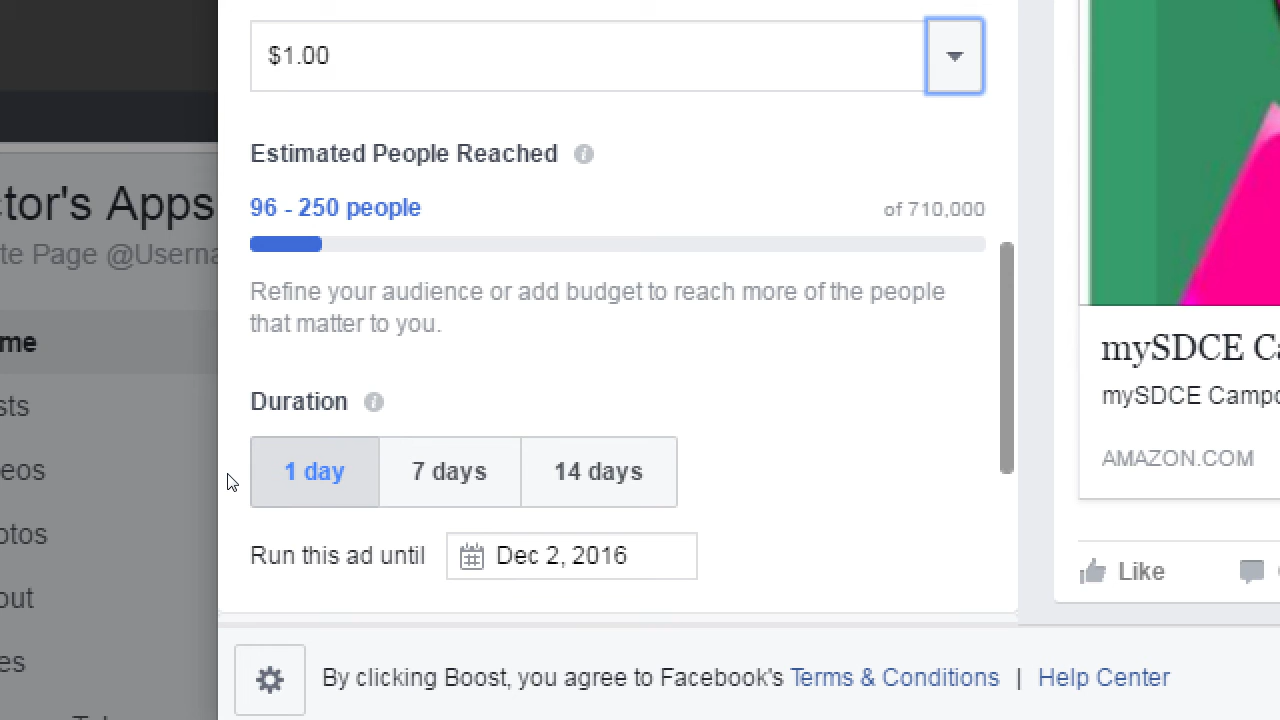 $1.00
Estimated People Reached
96 - 250 people
of 710,000
Refine your audience or add budget to reach more of the people
that matter to you.
Duration
1 day
7 days
14 days
Run this ad until
Dec 2, 2016
By clicking Boost, you agree to Facebook's Terms & Conditions | Help Center
tor's Apps
te Page @Userna
me
sts
eos
otos
out
es
mySDCE Ca
mySDCE Campo
AMAZON.COM
Like